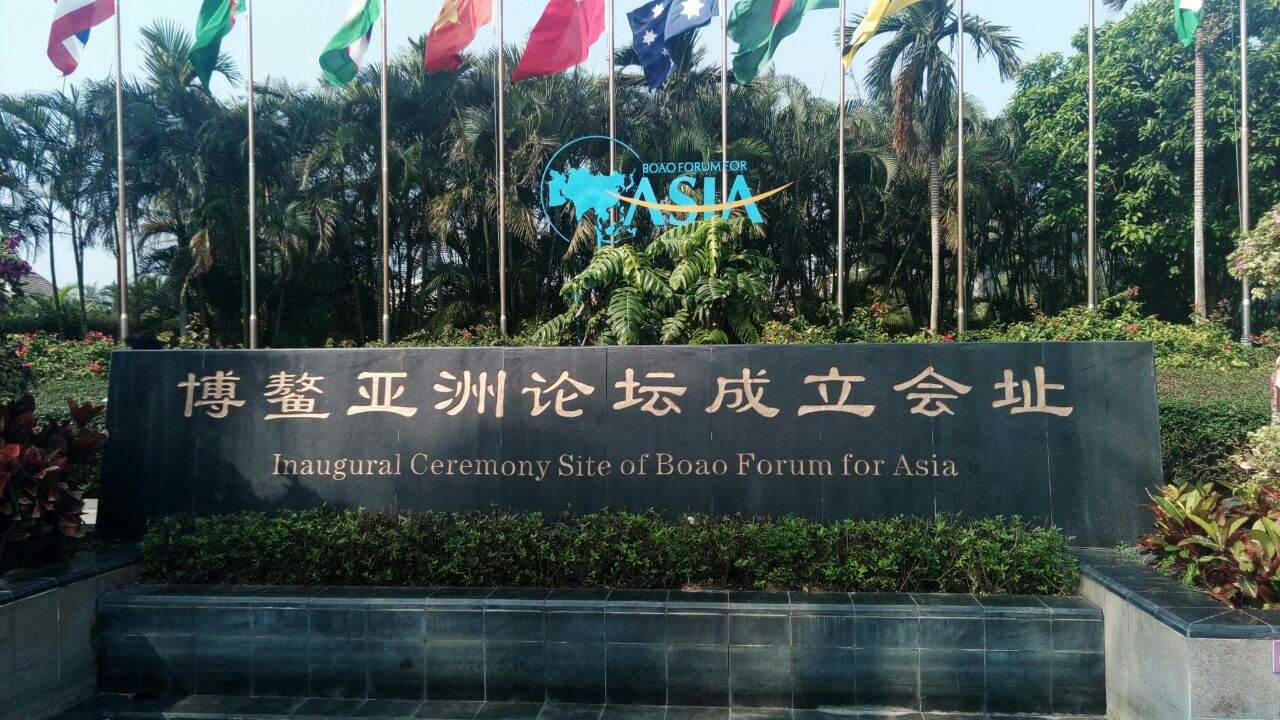 BOAO FORUM FOR
ASIA
博鳌亚洲论坛成立会址
Inaugural Ceremony Site of Boao Forum for Asia